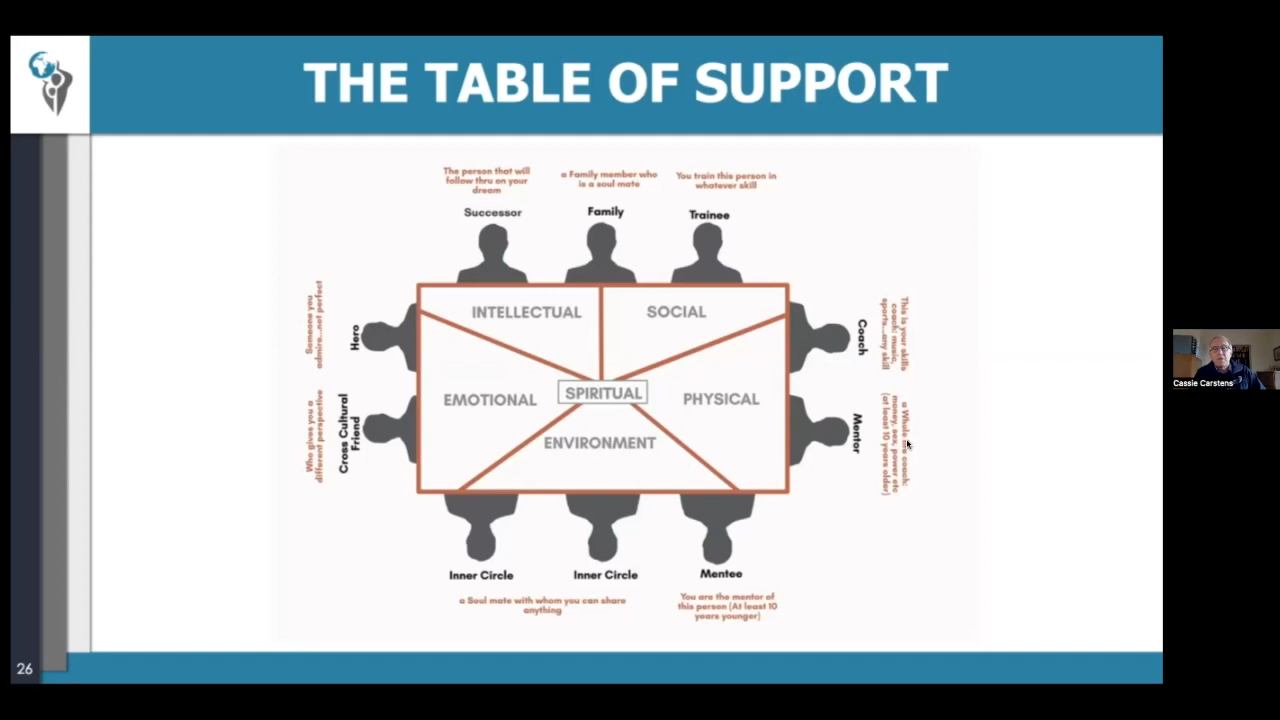 THE TABLE OF SUPPORT
The person that will
follow thru on your
dream
a Family member who
is a soul mate
You train this person in
whatever skill
Successor
Family
Trainee
Someone you
admire...not perfect
Hero
Who gives you a
different perspective
Cross Cultural
Friend
INTELLECTUAL
SOCIAL
EMOTIONAL
SPIRITUAL
PHYSICAL
ENVIRONMENT
Coach
This is your skills
coach: music,
sports...any skill
Mentor
a Whole coach:
money, sex, power etc
(at least 10 years older)
Inner Circle
Inner Circle
Mentee
a Soul mate with whom you can share
anything
You are the mentor of
this person (At least 10
years younger)
26
Cassie Carstens